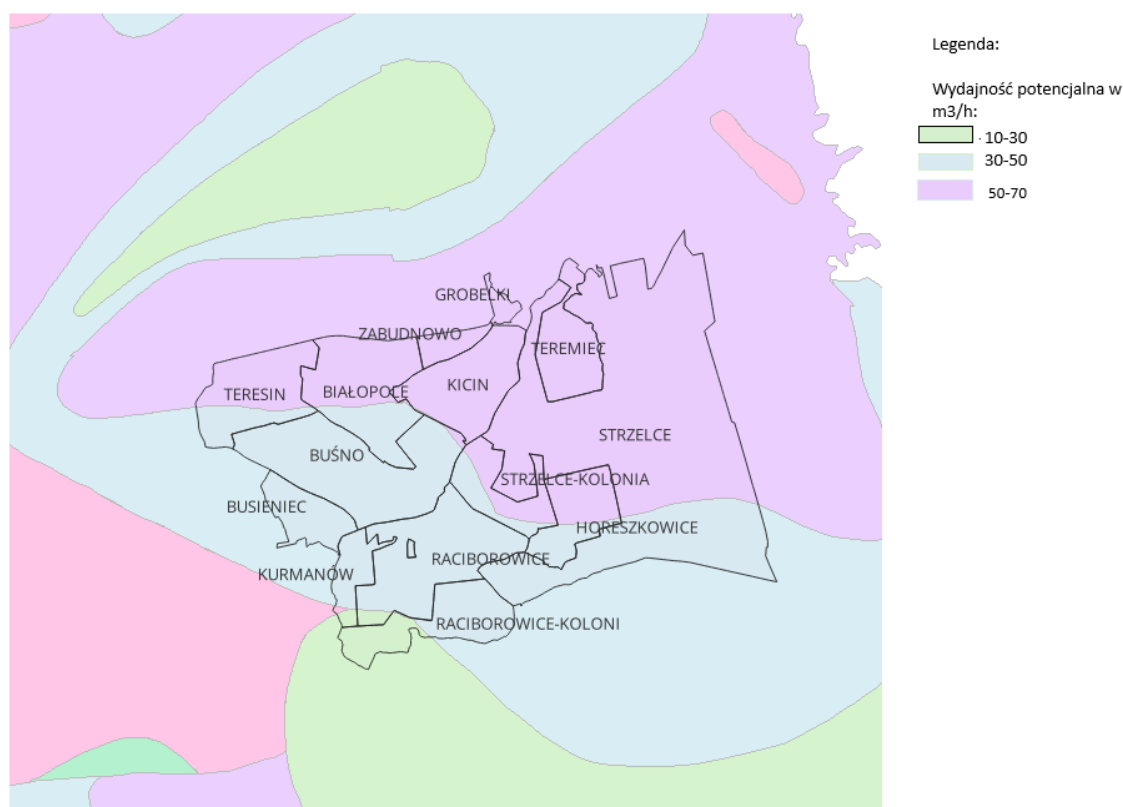 Legenda:
Wydajność potencjalna w
m3/h:
10-30
30-50
50-70
GROBELKI
ZABUDNOWO
TEREMIEC
KICIN
TERESIN
BIAŁOPOLE
STRZELCE
BUŚNO
STRZELCE-KOLONIA
BUSIENIEC
HORESZKOWICE
RACIBOROWICE
KURMANÓW
RACIBOROWICE-KOLONI